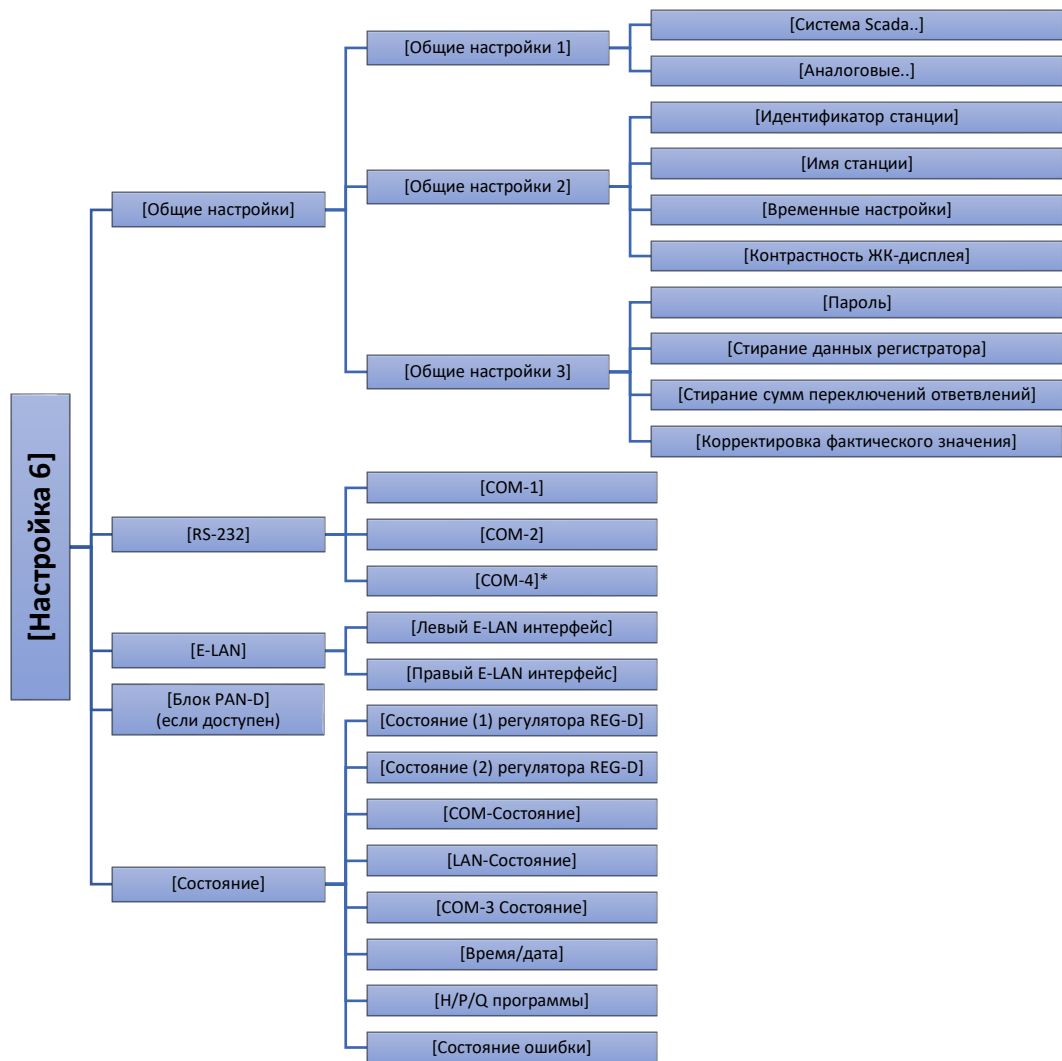 [Настройка 6]
[Общие настройки]
[Общие настройки 1]
[Система Scada..]
[Аналоговые..]
[Общие настройки 2]
[Идентификатор станции]
[Имя станции]
[Временные настройки]
[Контрастность ЖК-дисплея]
[Общие настройки 3]
[Пароль]
[Стирание данных регистратора]
[Стирание сумм переключений ответвлений]
[Корректировка фактического значения]
[RS-232]
[COM-1]
[COM-2]
[COM-4]*
[E-LAN]
[Левый E-LAN интерфейс]
[Правый E-LAN интерфейс]
[Блок PAN-D]
(если доступен)
[Состояние]
[Состояние (1) регулятора REG-D]
[Состояние (2) регулятора REG-D]
[COM-Состояние]
[LAN-Состояние]
[COM-3 Состояние]
[Время/дата]
[H/P/Q программы]
[Состояние ошибки]